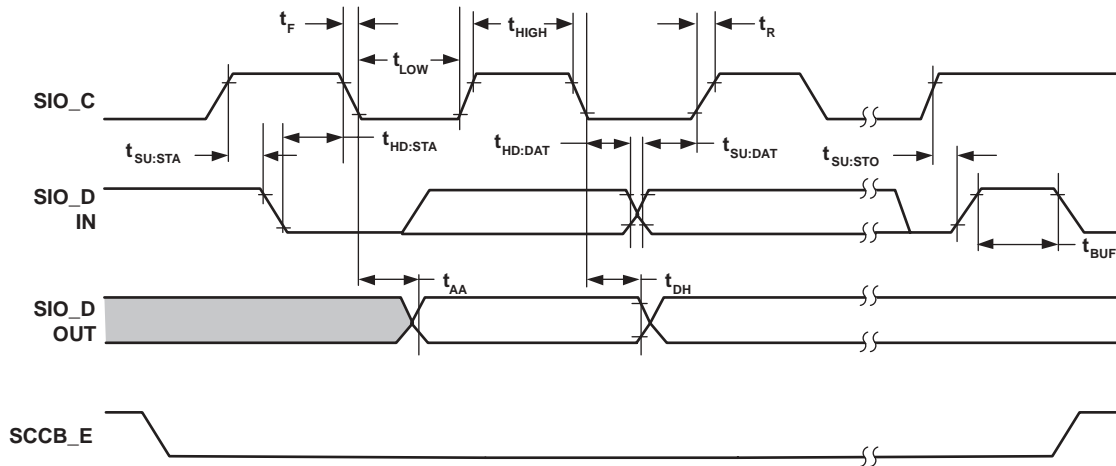 tF
tHIGH
tR
tLOW
SIO_C
tSU:STA
tHD:STA
tHD:DAT
tSU:DAT
tSU:STO
SIO_D
IN
tBUF
tAA
tDH
SIO_D
OUT
SCCB_E